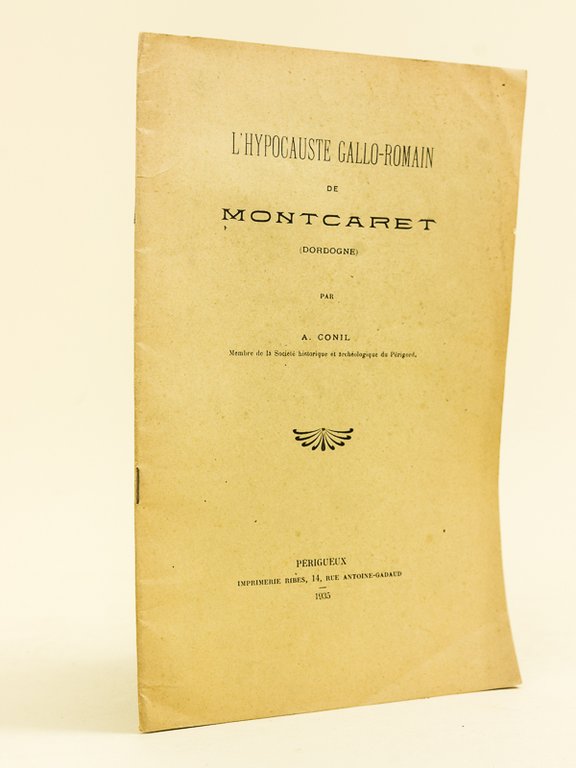 L'HYPOCAUSTE GALLO-ROMAIN
DE
MONTCARET
(DORDOGNE)
PAR
A. CONIL
Membre de la Société historique et archéologique du Périgord.
PÉRIGUEUX
IMPRIMERIE RIBES, 14, RUE ANTOINE-GADAUD
1935